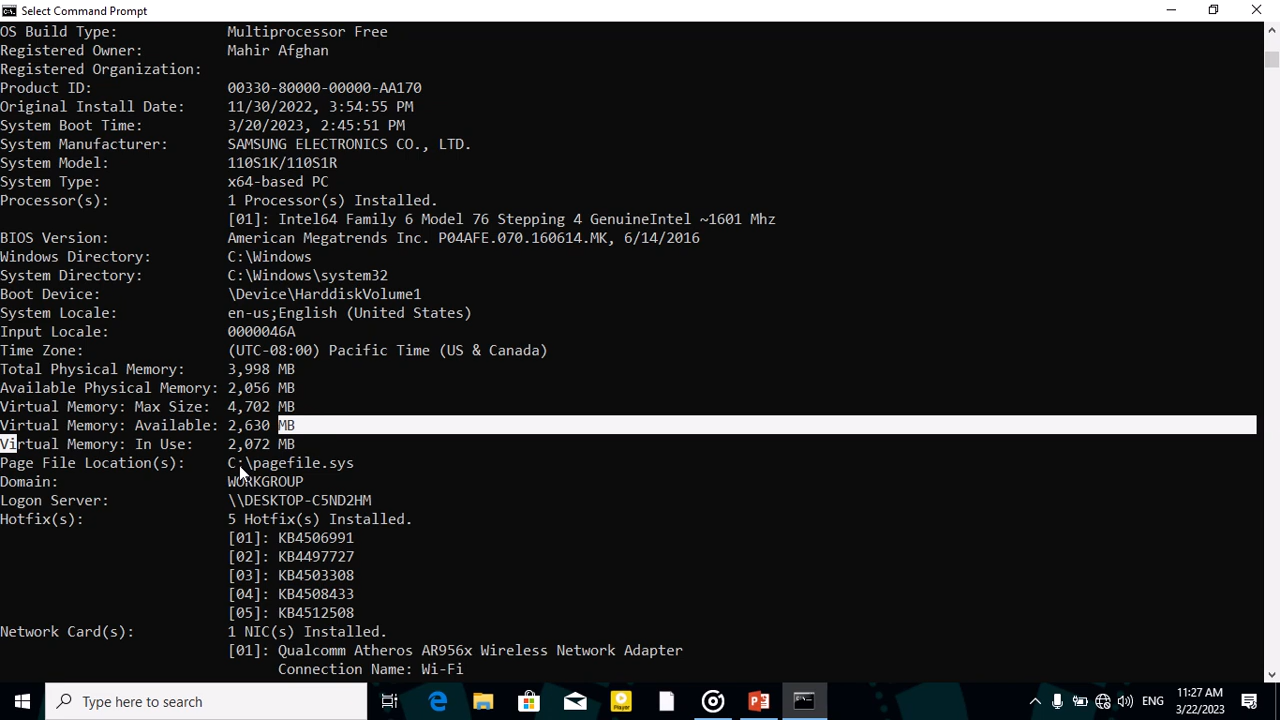 Select Command Prompt
OS Build Type: Multiprocessor Free
Registered Owner: Mahir Afghan
Registered Organization:
Product ID: 00330-80000-00000-AA170
Original Install Date: 11/30/2022, 3:54:55 PM
System Boot Time: 3/20/2023, 2:45:51 PM
System Manufacturer: SAMSUNG ELECTRONICS CO., LTD.
System Model: 110S1K/110S1R
System Type: x64-based PC
Processor(s): 1 Processor(s) Installed.
[01]: Intel64 Family 6 Model 76 Stepping 4 GenuineIntel ~1601 Mhz
BIOS Version: American Megatrends Inc. P04AFE.070.160614.MK, 6/14/2016
Windows Directory: C:\Windows
System Directory: C:\Windows\system32
Boot Device: \Device\HarddiskVolume1
System Locale: en-us;English (United States)
Input Locale: 0000046A
Time Zone: (UTC-08:00) Pacific Time (US & Canada)
Total Physical Memory: 3,998 MB
Available Physical Memory: 2,056 MB
Virtual Memory: Max Size: 4,702 MB
Virtual Memory: Available: 2,630 MB
Virtual Memory: In Use: 2,072 MB
Page File Location(s): C:\pagefile.sys
Domain: WORKGROUP
Logon Server: \\DESKTOP-C5ND2HM
Hotfix(s): 5 Hotfix(s) Installed.
[01]: KB4506991
[02]: KB4497727
[03]: KB4503308
[04]: KB4508433
[05]: KB4512508
Network Card(s): 1 NIC(s) Installed.
[01]: Qualcomm Atheros AR956x Wireless Network Adapter
Connection Name: Wi-Fi
Type here to search
Player
ENG
11:27 AM
3/22/2023